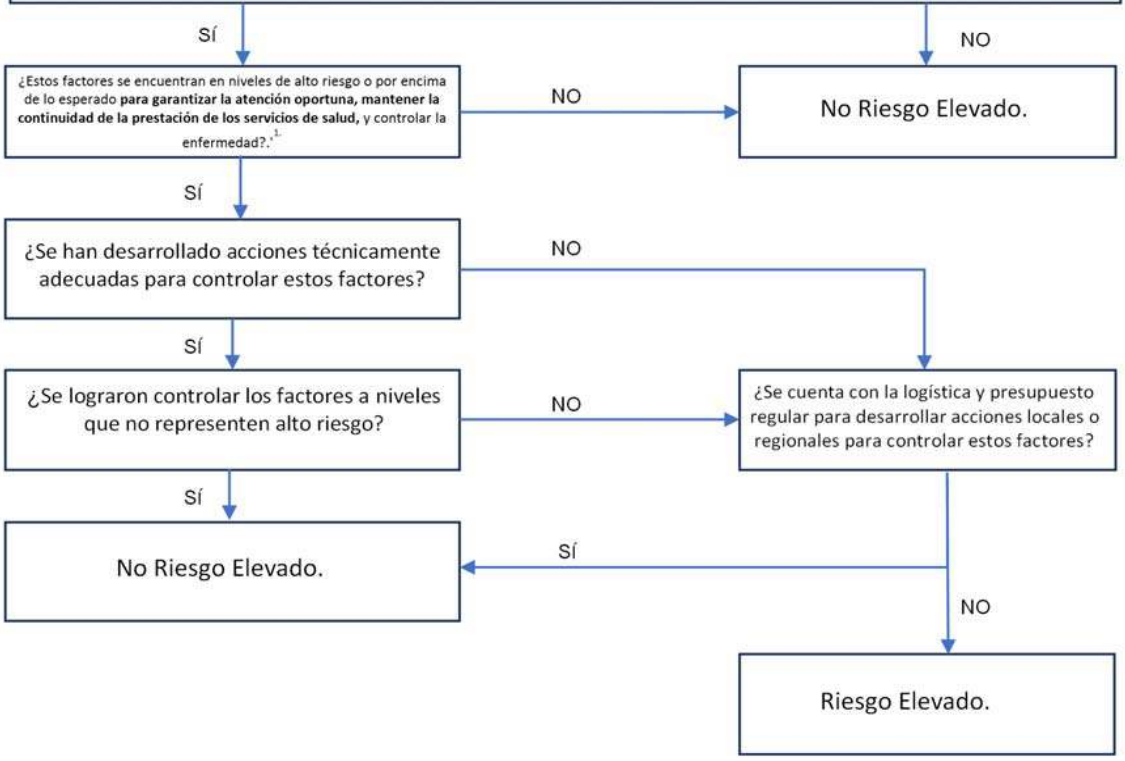 Sí
NO
¿Estos factores se encuentran en niveles de alto riesgo o por encima
de lo esperado para garantizar la atención oportuna, mantener la
continuidad de la prestación de los servicios de salud, y controlar la
enfermedad?.'1.
NO
No Riesgo Elevado.
Sí
¿Se han desarrollado acciones técnicamente
adecuadas para controlar estos factores?
NO
Sí
¿Se lograron controlar los factores a niveles
que no representen alto riesgo?
NO
¿Se cuenta con la logística y presupuesto
regular para desarrollar acciones locales o
regionales para controlar estos factores?
Sí
No Riesgo Elevado.
Sí
NO
Riesgo Elevado.